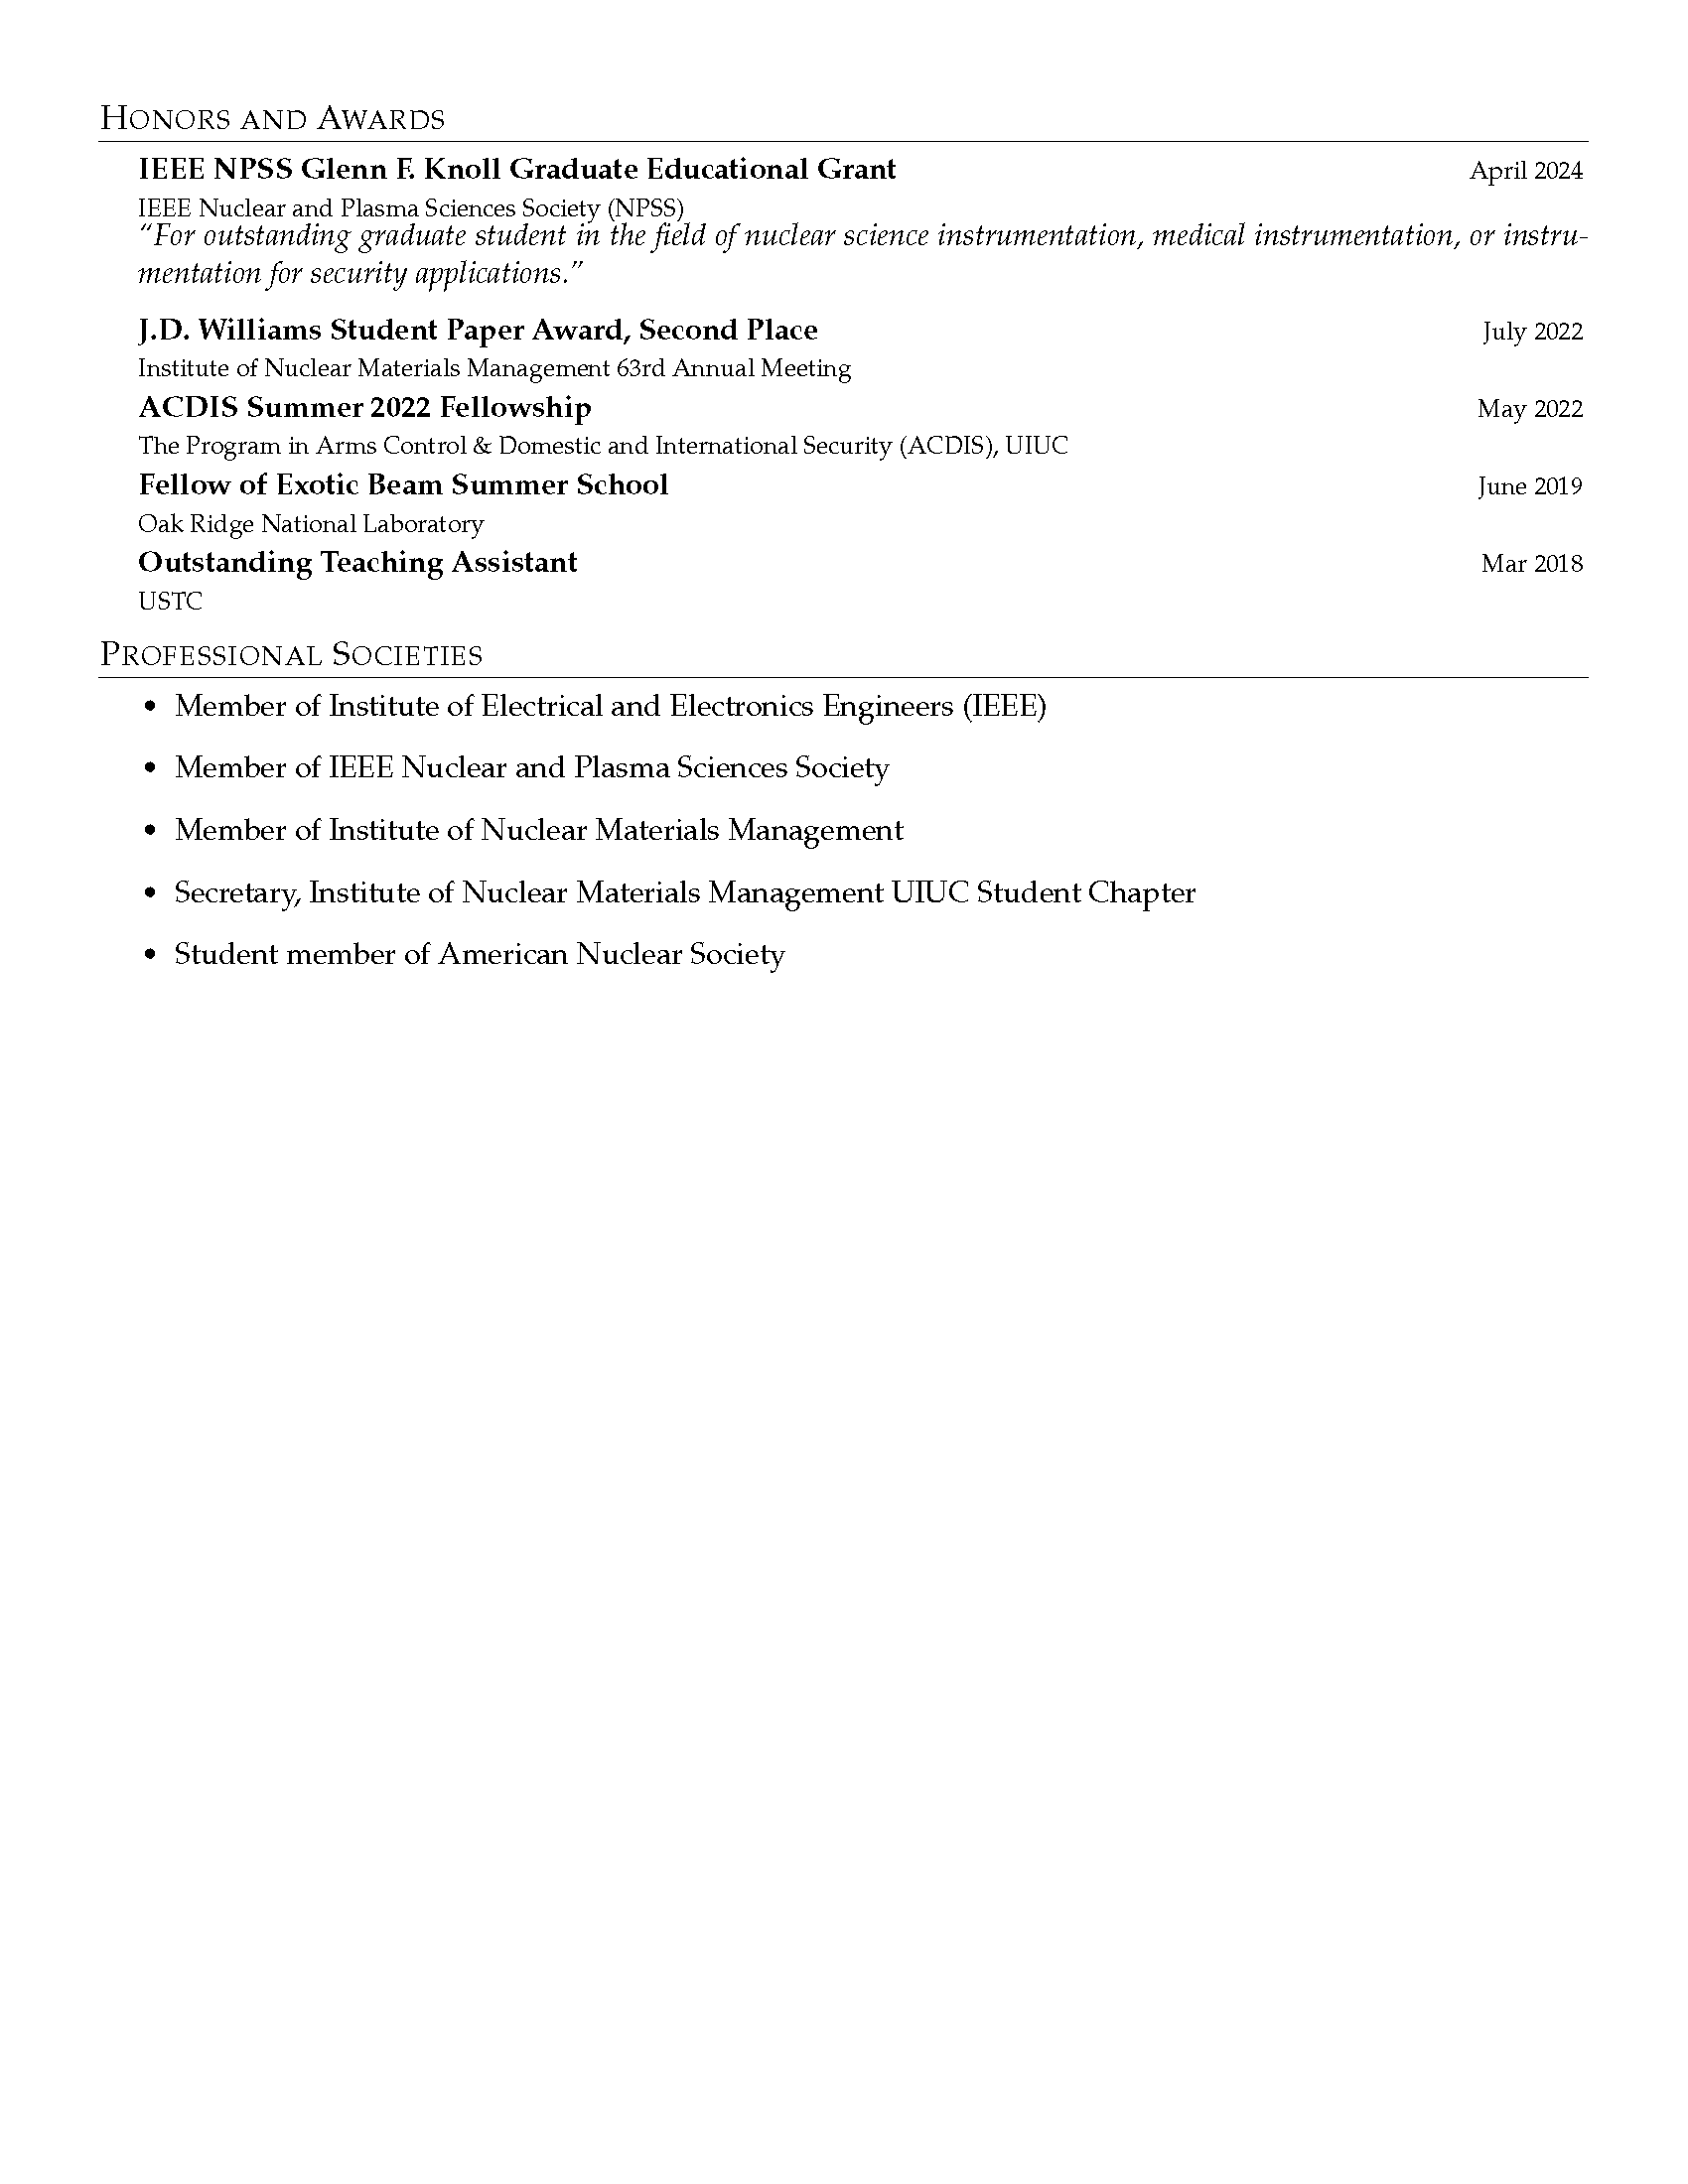 Honors and Awards
IEEE NPSS Glenn F. Knoll Graduate Educational Grant April 2024
IEEE Nuclear and Plasma Sciences Society (NPSS)
“For outstanding graduate student in the field of nuclear science instrumentation, medical instrumentation, or instru-
mentation for security applications.”
J.D. Williams Student Paper Award, Second Place July 2022
Institute of Nuclear Materials Management 63rd Annual Meeting
ACDIS Summer 2022 Fellowship May 2022
The Program in Arms Control & Domestic and International Security (ACDIS), UIUC
Fellow of Exotic Beam Summer School June 2019
Oak Ridge National Laboratory
Outstanding Teaching Assistant Mar 2018
USTC
Professional Societies
• Member of Institute of Electrical and Electronics Engineers (IEEE)
• Member of IEEE Nuclear and Plasma Sciences Society
• Member of Institute of Nuclear Materials Management
• Secretary, Institute of Nuclear Materials Management UIUC Student Chapter
• Student member of American Nuclear Society